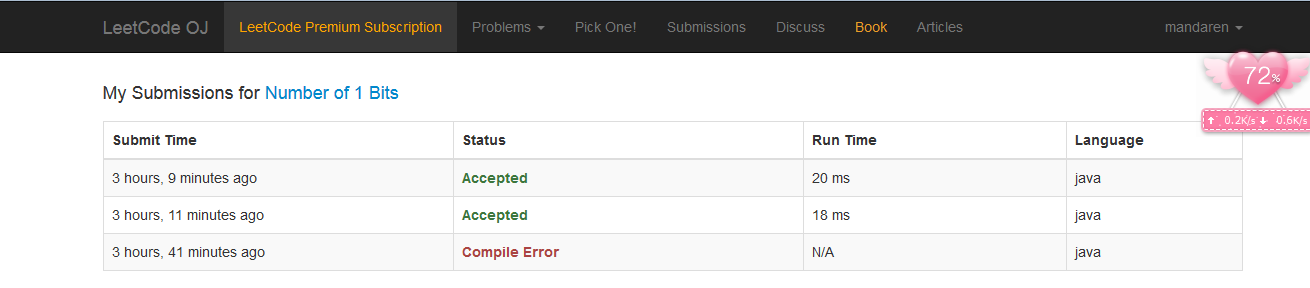 LeetCode OJ LeetCode Premium Subscription Problems Pick One! Submissions Discuss Book Articles mandaren
72%
My Submissions for Number of 1 Bits
0.2K/s 0.6K/s
Submit Time Status Run Time Language
3 hours, 9 minutes ago Accepted 20 ms java
3 hours, 11 minutes ago Accepted 18 ms java
3 hours, 41 minutes ago Compile Error N/A java